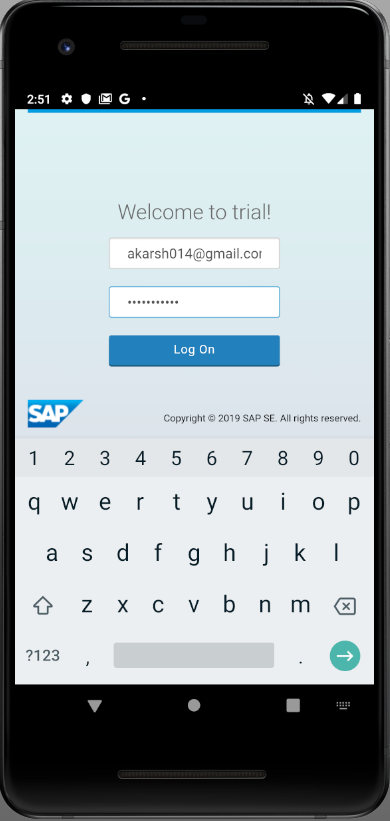 2:51
Welcome to trial!
akarsh014@gmail.cor
•••••••••••
Log On
SAP
Copyright © 2019 SAP SE. All rights reserved.
1 2 3 4 5 6 7 8 9 0
q w e r t y u i o p
a s d f g h j k l
z x c v b n m
?123 , .